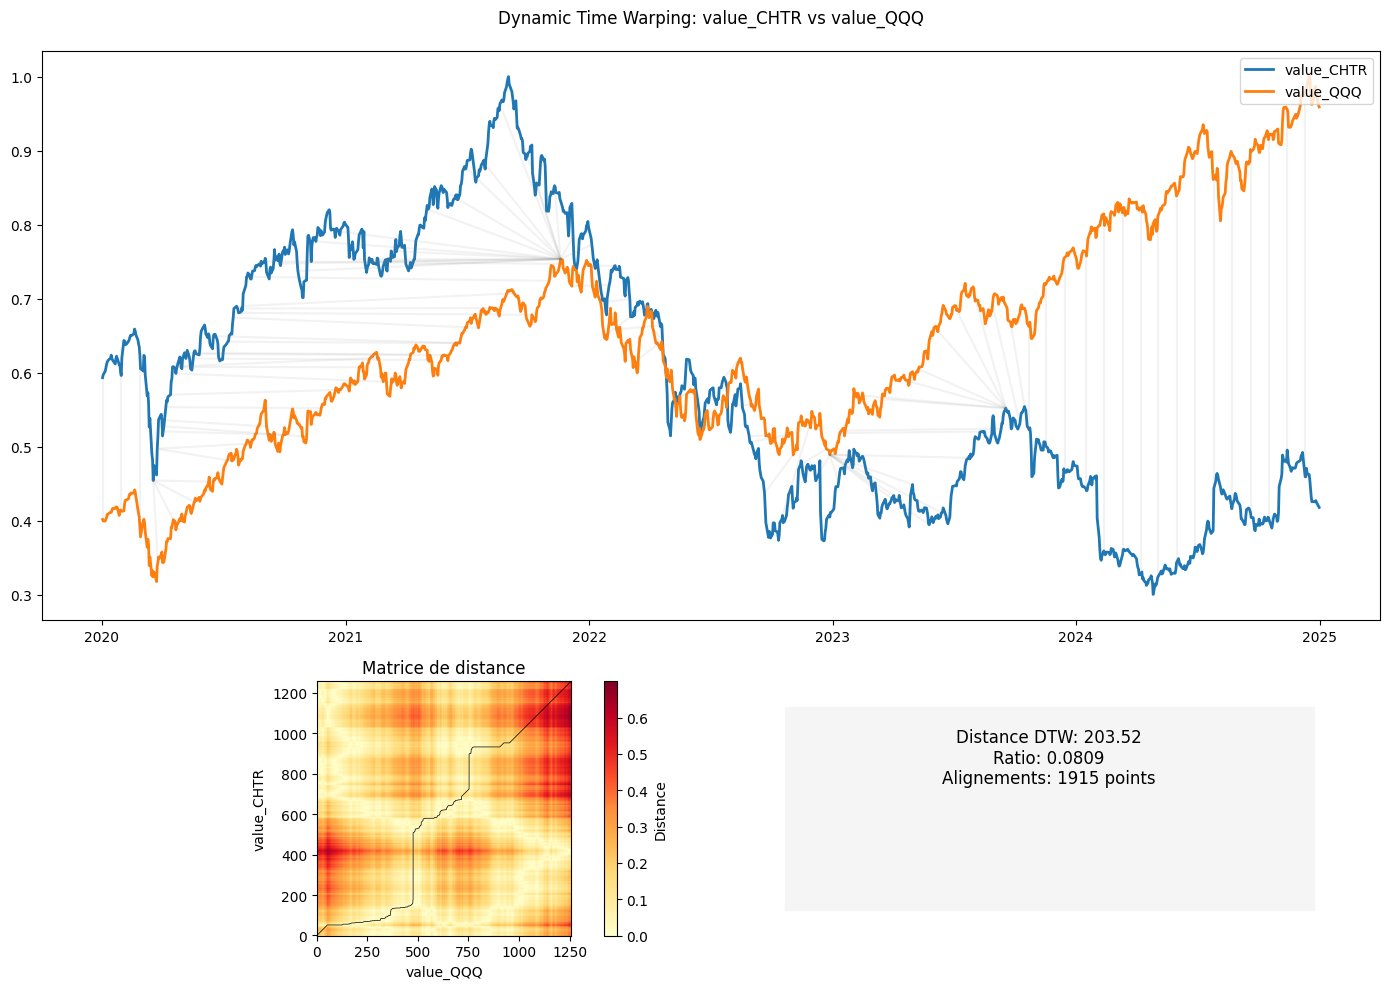 Dynamic Time Warping: value_CHTR vs value_QQQ
value_CHTR
value_QQQ
1.0
0.9
0.8
0.7
0.6
0.5
0.4
0.3
2020 2021 2022 2023 2024 2025
Matrice de distance
1200
1000
800
600
400
200
0
value_CHTR
0 250 500 750 1000 1250
value_QQQ
0.6
0.5
0.4
0.3
0.2
0.1
0.0
Distance
Distance DTW: 203.52
Ratio: 0.0809
Alignements: 1915 points